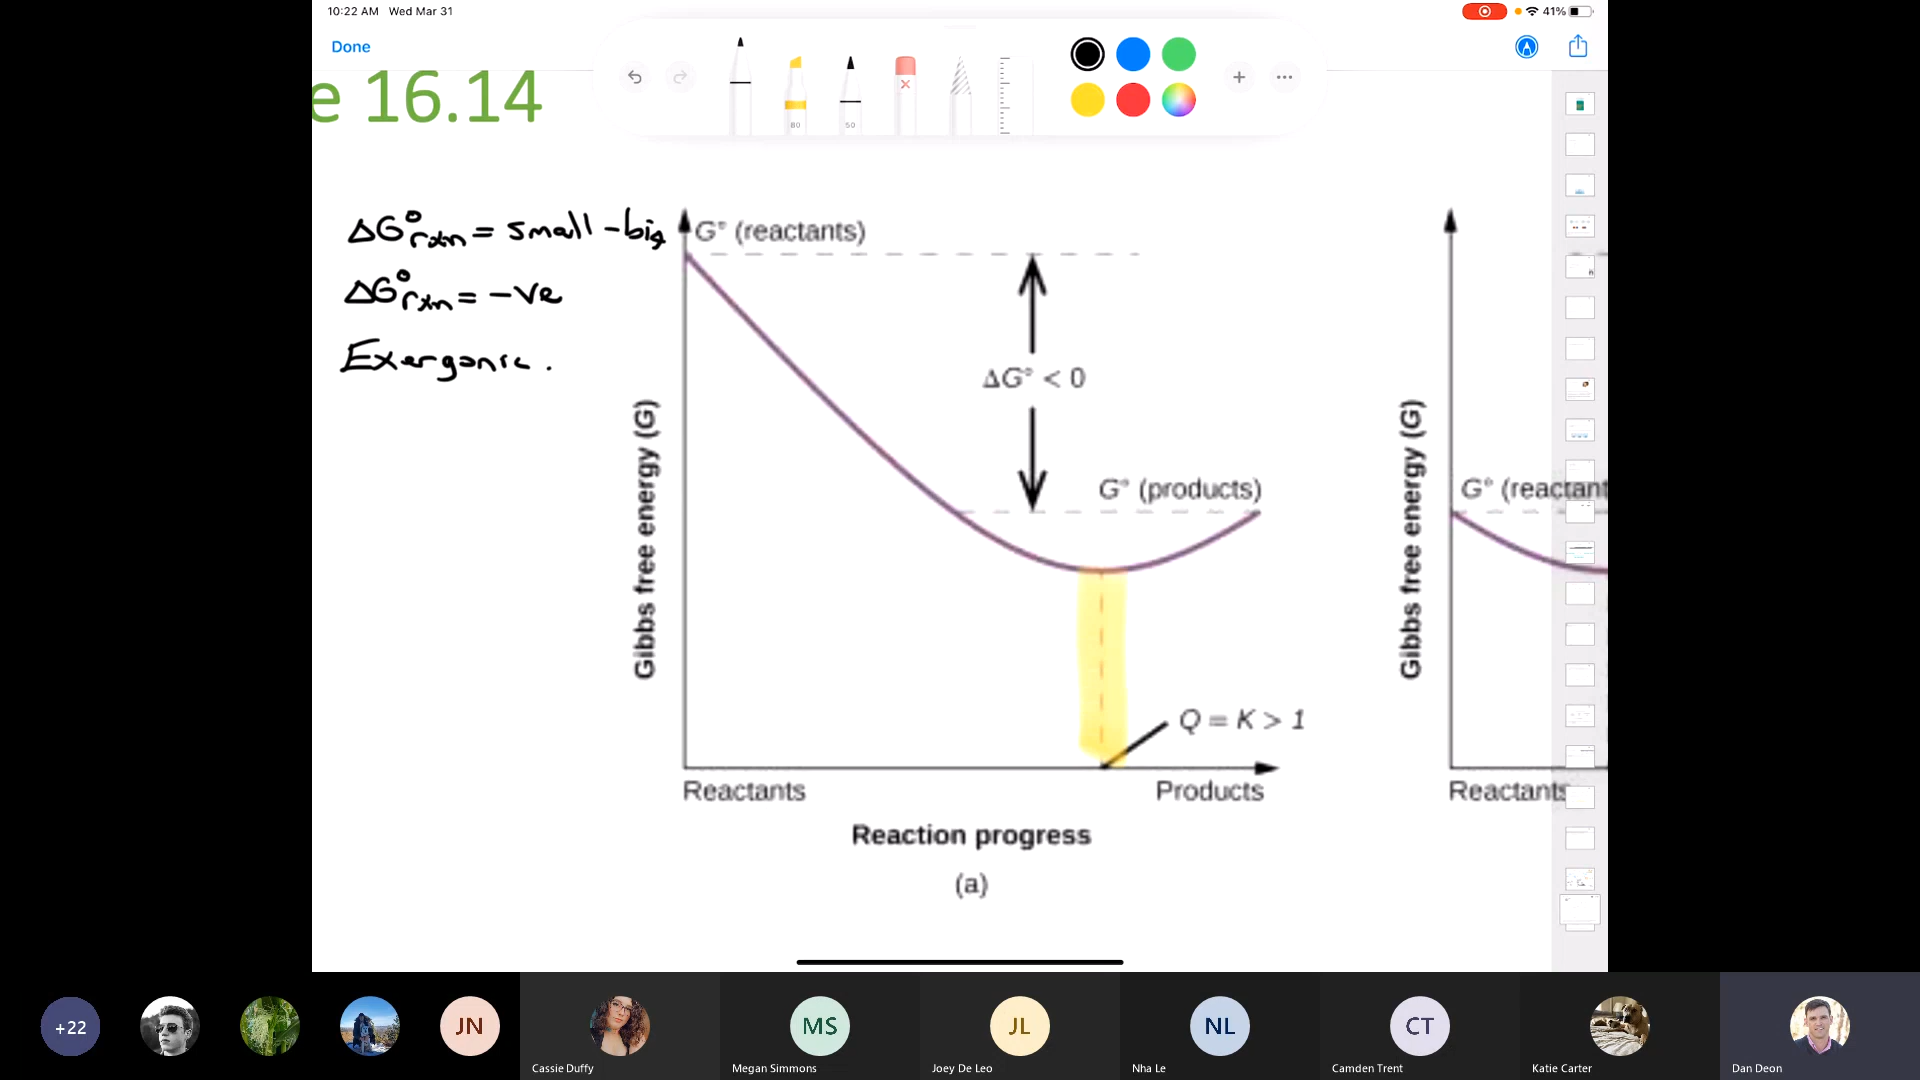 10:22 AM Wed Mar 31
41%
Done
e 16.14
80
50
ΔG°rxn = small - big
ΔG°rxn = -ve
Exergonic.
G° (reactants)
ΔG° < 0
G° (products)
Gibbs free energy (G)
Q = K > 1
Reactants
Products
Reaction progress
(a)
G° (reactant
Gibbs free energy (G)
Reactants
+22
JN
MS
JL
NL
CT
Cassie Duffy
Megan Simmons
Joey De Leo
Nha Le
Camden Trent
Katie Carter
Dan Deon